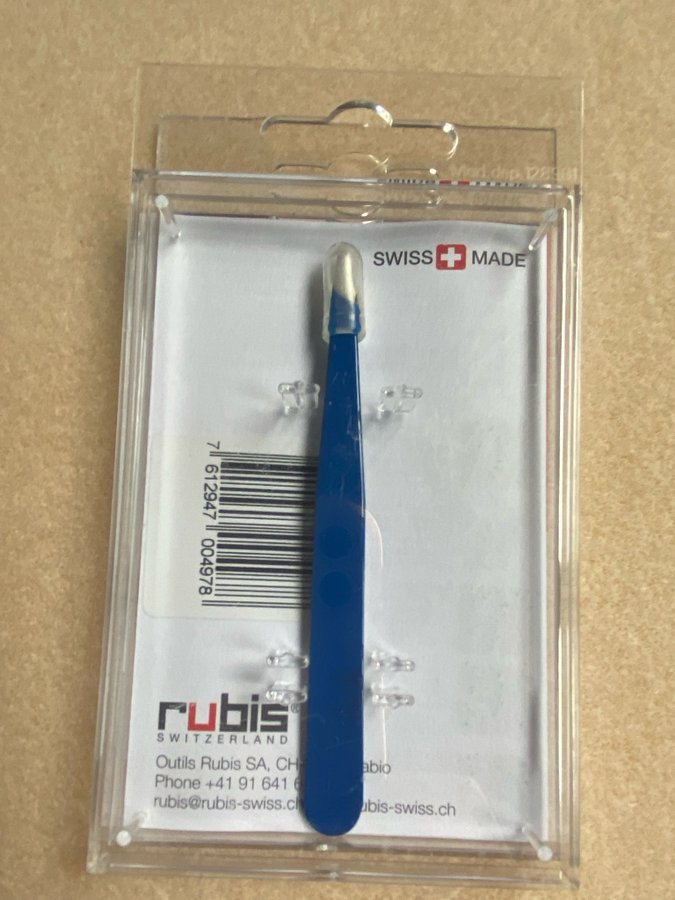 SWISS MADE
7 612947 004978
rubis®
SWITZERLAND
Outils Rubis SA, CH- abio
Phone +41 91 641 6
rubis@rubis-swiss.ch ubis-swiss.ch